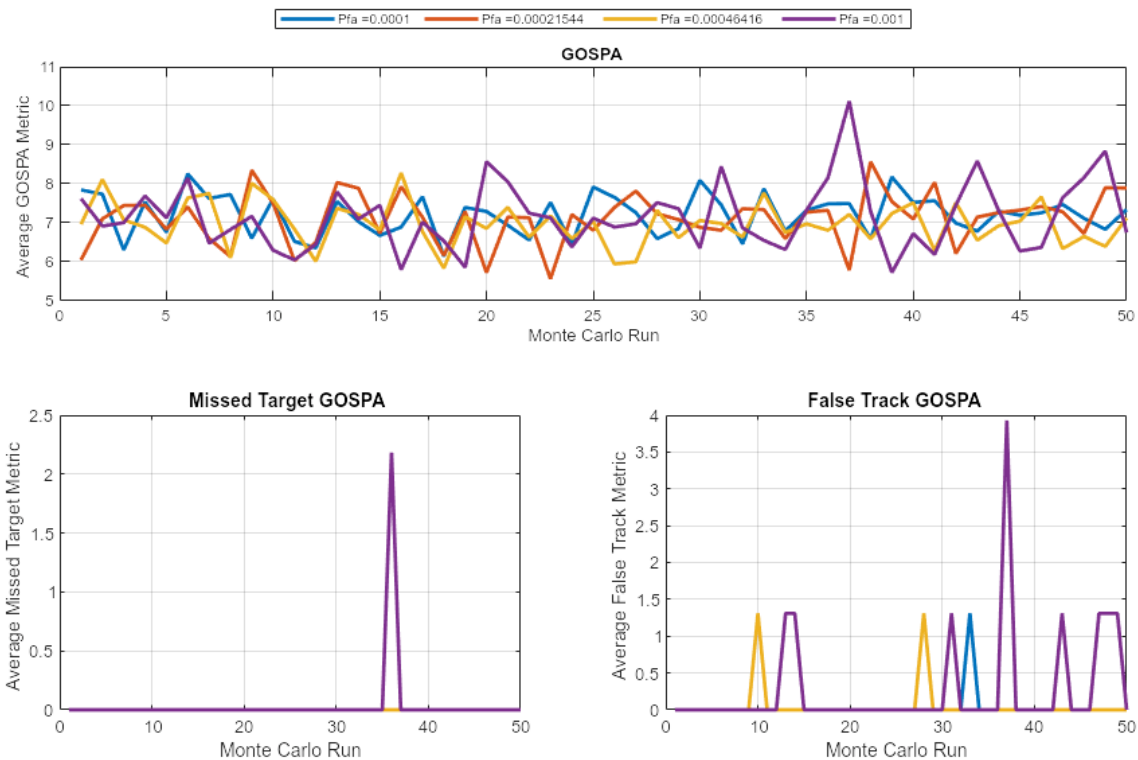 Pfa =0.0001 Pfa =0.00021544 Pfa =0.00046416 Pfa =0.001
GOSPA
Average GOSPA Metric
11
10
9
8
7
6
5
0 5 10 15 20 25 30 35 40 45 50
Monte Carlo Run
Missed Target GOSPA
Average Missed Target Metric
2.5
2
1.5
1
0.5
0
10 20 30 40 50
Monte Carlo Run
False Track GOSPA
Average False Track Metric
4
3.5
3
2.5
2
1.5
1
0.5
0
10 20 30 40 50
Monte Carlo Run